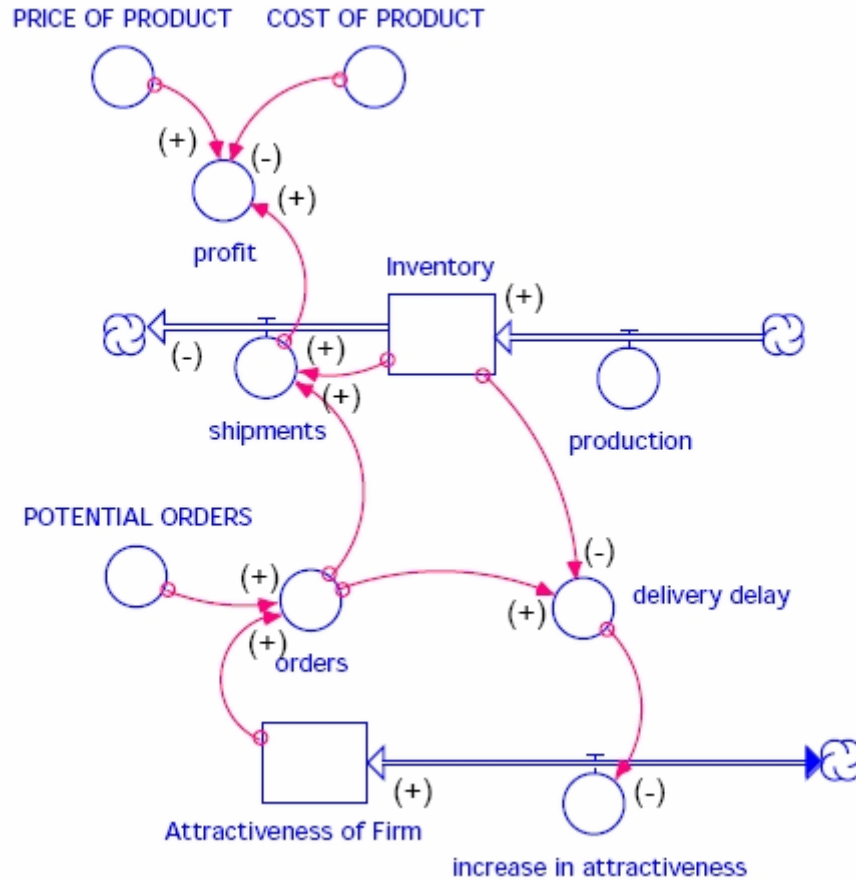 PRICE OF PRODUCT COST OF PRODUCT
(+)
(-)
(+)
profit
Inventory
(+)
(-)
(+)
(+)
shipments
production
POTENTIAL ORDERS
(+)
(-)
(+)
delivery delay
(+)
orders
(+)
(-)
Attractiveness of Firm
increase in attractiveness